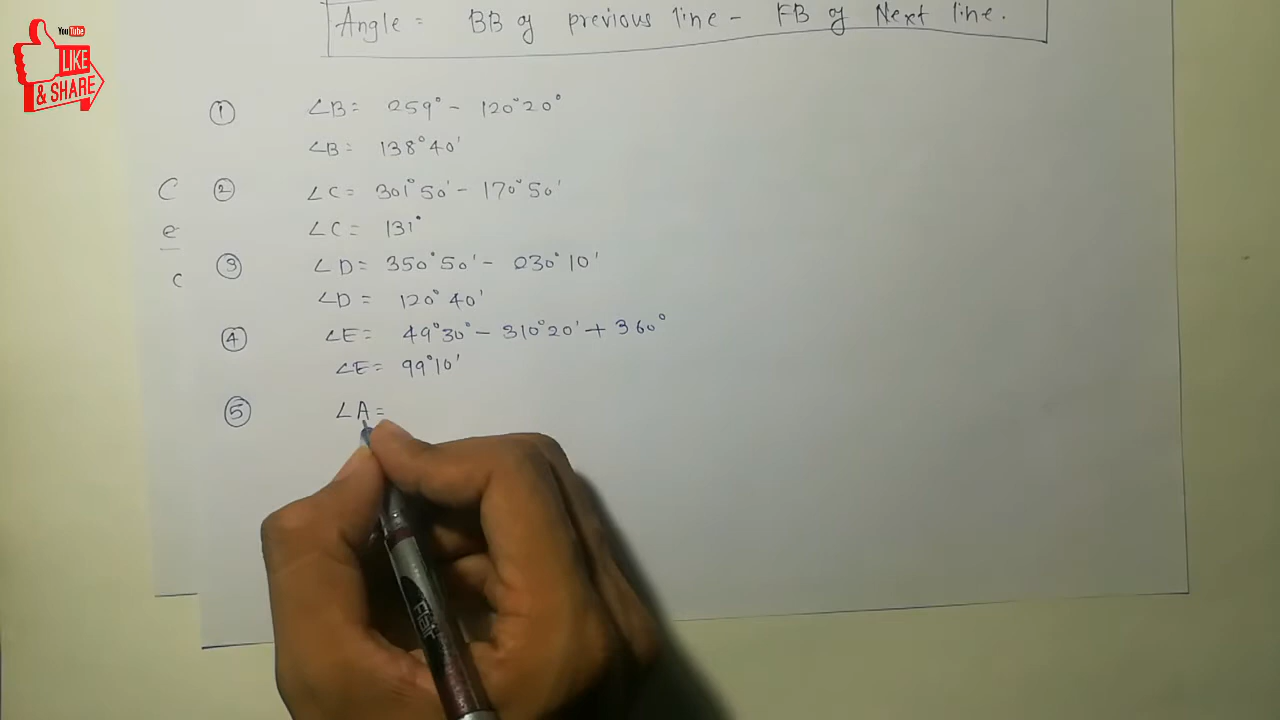 YouTube
LIKE
& SHARE
Angle = BB of previous line - FB of Next line.
① ∠B = 259° - 120°20°
∠B = 138°40'
C ② ∠C = 301°50' - 170°50'
e ∠C = 131°
c ③ ∠D = 350°50' - 230°10'
∠D = 120°40'
④ ∠E = 49°30° - 310°20' + 360°
∠E = 99°10'
⑤ ∠A =